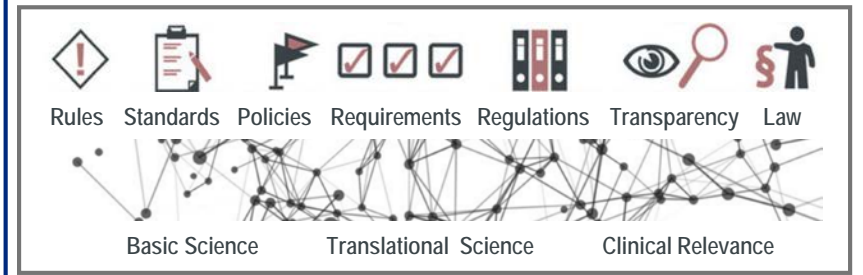 Rules Standards Policies Requirements Regulations Transparency Law
Basic Science Translational Science Clinical Relevance